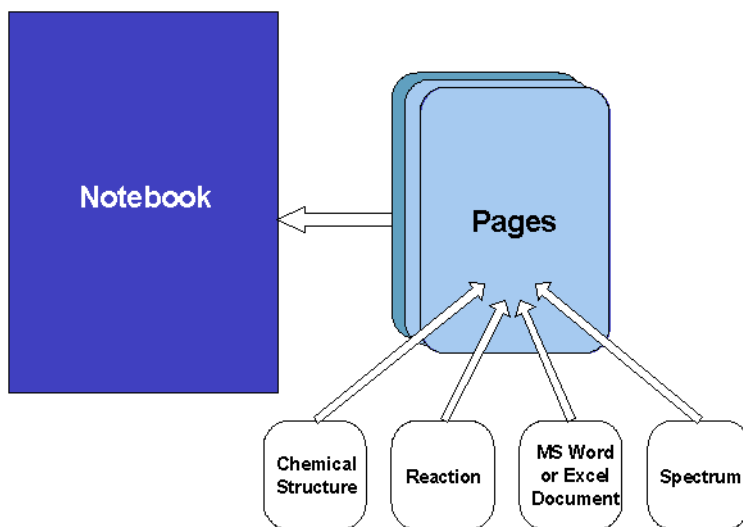 Notebook
Pages
Chemical
Structure
Reaction
MS Word
or Excel
Document
Spectrum